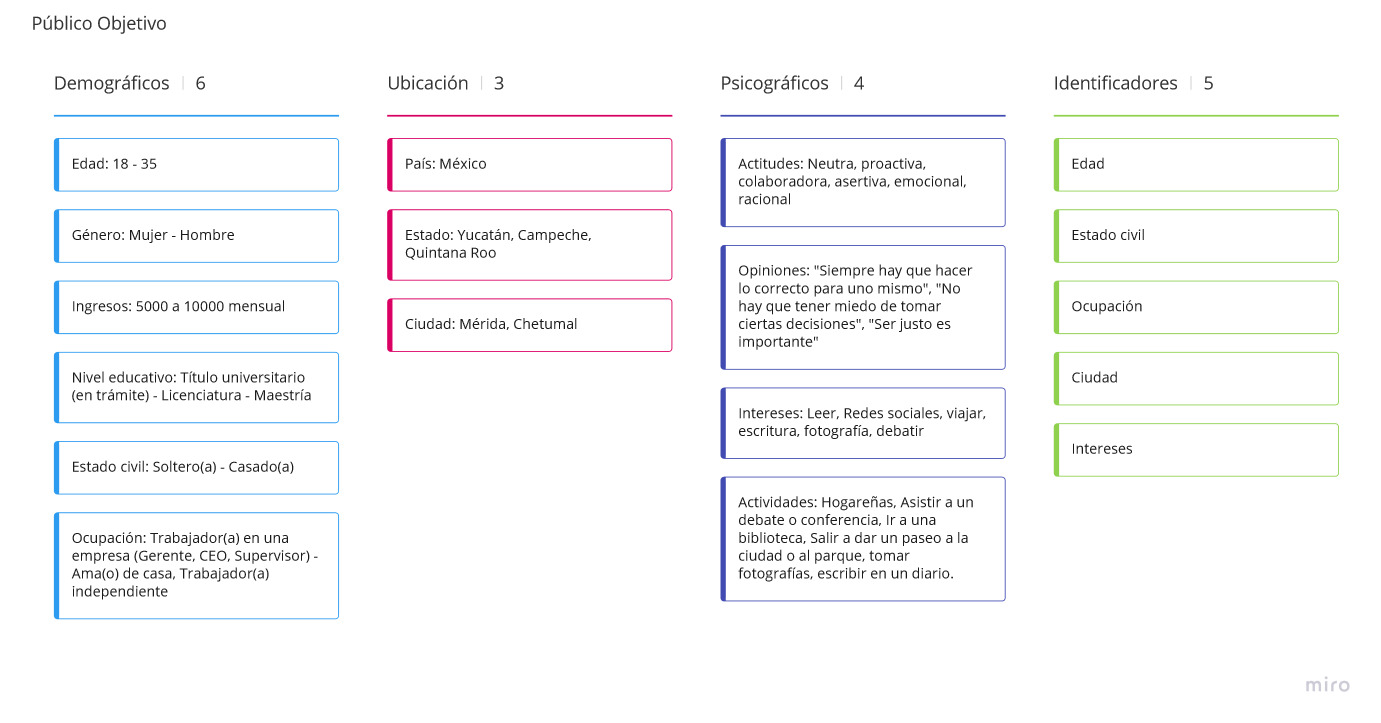 Público Objetivo
Demográficos | 6
Edad: 18 - 35
Género: Mujer - Hombre
Ingresos: 5000 a 10000 mensual
Nivel educativo: Título universitario
(en trámite) - Licenciatura - Maestría
Estado civil: Soltero(a) - Casado(a)
Ocupación: Trabajador(a) en una
empresa (Gerente, CEO, Supervisor) -
Ama(o) de casa, Trabajador(a)
independiente
Ubicación | 3
País: México
Estado: Yucatán, Campeche,
Quintana Roo
Ciudad: Mérida, Chetumal
Psicográficos | 4
Actitudes: Neutra, proactiva,
colaboradora, asertiva, emocional,
racional
Opiniones: "Siempre hay que hacer
lo correcto para uno mismo", "No
hay que tener miedo de tomar
ciertas decisiones", "Ser justo es
importante"
Intereses: Leer, Redes sociales, viajar,
escritura, fotografía, debatir
Actividades: Hogareñas, Asistir a un
debate o conferencia, Ir a una
biblioteca, Salir a dar un paseo a la
ciudad o al parque, tomar
fotografías, escribir en un diario.
Identificadores | 5
Edad
Estado civil
Ocupación
Ciudad
Intereses
miro